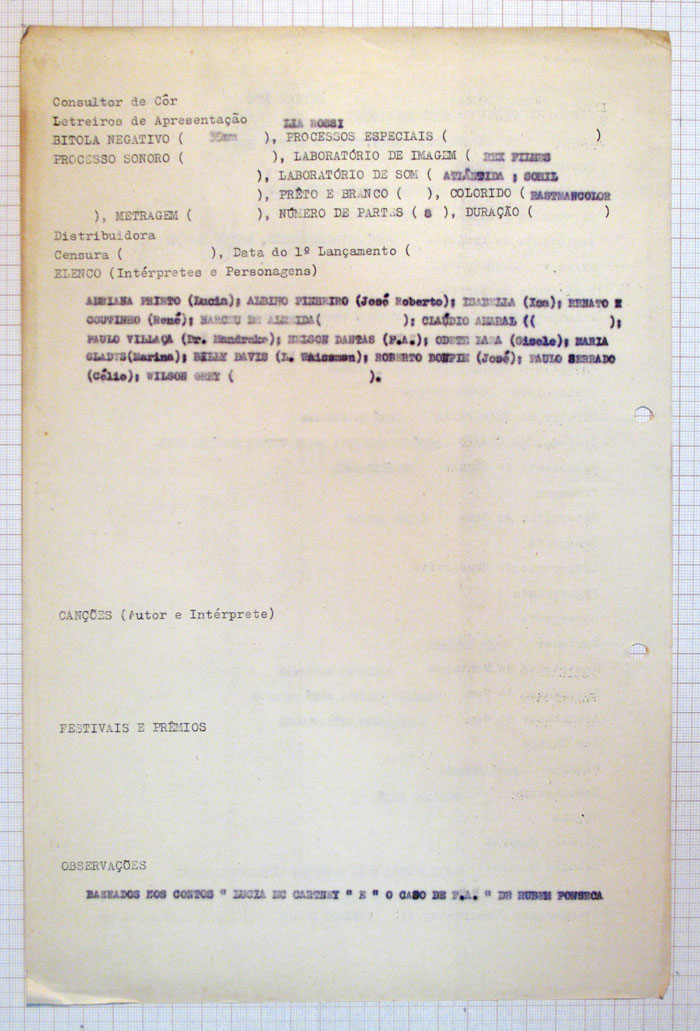 Consultor de Côr
Letreiros de Apresentação LIA ROSSI
BITOLA NEGATIVO ( 35mm ), PROCESSOS ESPECIAIS ( )
PROCESSO SONORO ( ), LABORATÓRIO DE IMAGEM ( REX FILMES
), LABORATÓRIO DE SOM ( ATLÂNTIDA ; SOMIL
), PRÊTO E BRANCO ( ), COLORIDO ( EASTMANCOLOR
), METRAGEM ( ), NÚMERO DE PARTES ( 8 ), DURAÇÃO ( )
Distribuidora
Censura ( ), Data do 1º Lançamento (
ELENCO (Intérpretes e Personagens)
ADRIANA PRIETO (Lucia); ALBINO PINHEIRO (José Roberto); ISABELLA (Isa); RENATO E
COUTINHO (René); MARCEU DE ALMEIDA( ); CLAÚDIO AMARAL (( );
PAULO VILLAÇA (Dr. Mandrake); NELSON DANTAS (F.A.); ODETE LARA (Gisele); MARIA
GLADYS(Marina); BILLY DAVIS (L. Waissman); ROBERTO BONFIM (José); PAULO SERRADO
(Célio); WILSON GREY ( ).
CANÇÕES (Autor e Intérprete)
FESTIVAIS E PRÊMIOS
OBSERVAÇÕES
BASEADOS NOS CONTOS " LUCIA MC CARTNEY " E " O CASO DE F.A. " DE RUBEM FONSECA